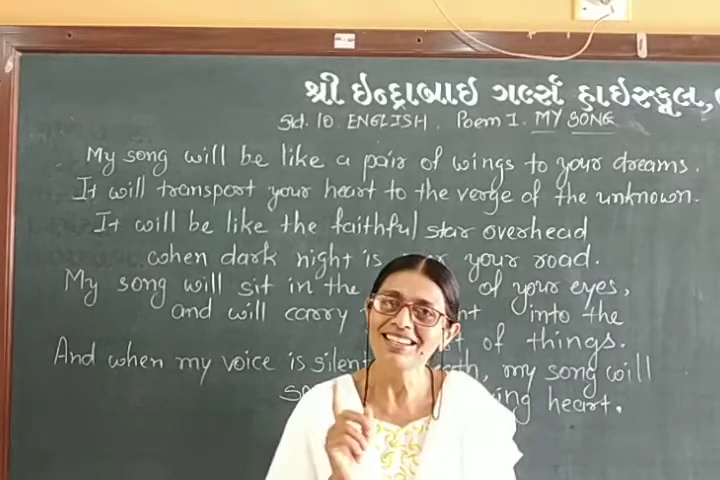 શ્રી ઇન્દ્રાબાઇ ગર્લ્સ હાઇસ્કૂલ,
Sd. 10. ENGLISH. Poem 1. MY SONG
My song will be like a pair of wings to your dreams.
It will transport your heart to the verge of the unknown.
It will be like the faithful star overhead
when dark night is your road.
My song will sit in the of your eyes,
and will carry into the
of things.
And when my voice is silent my song will
heart.